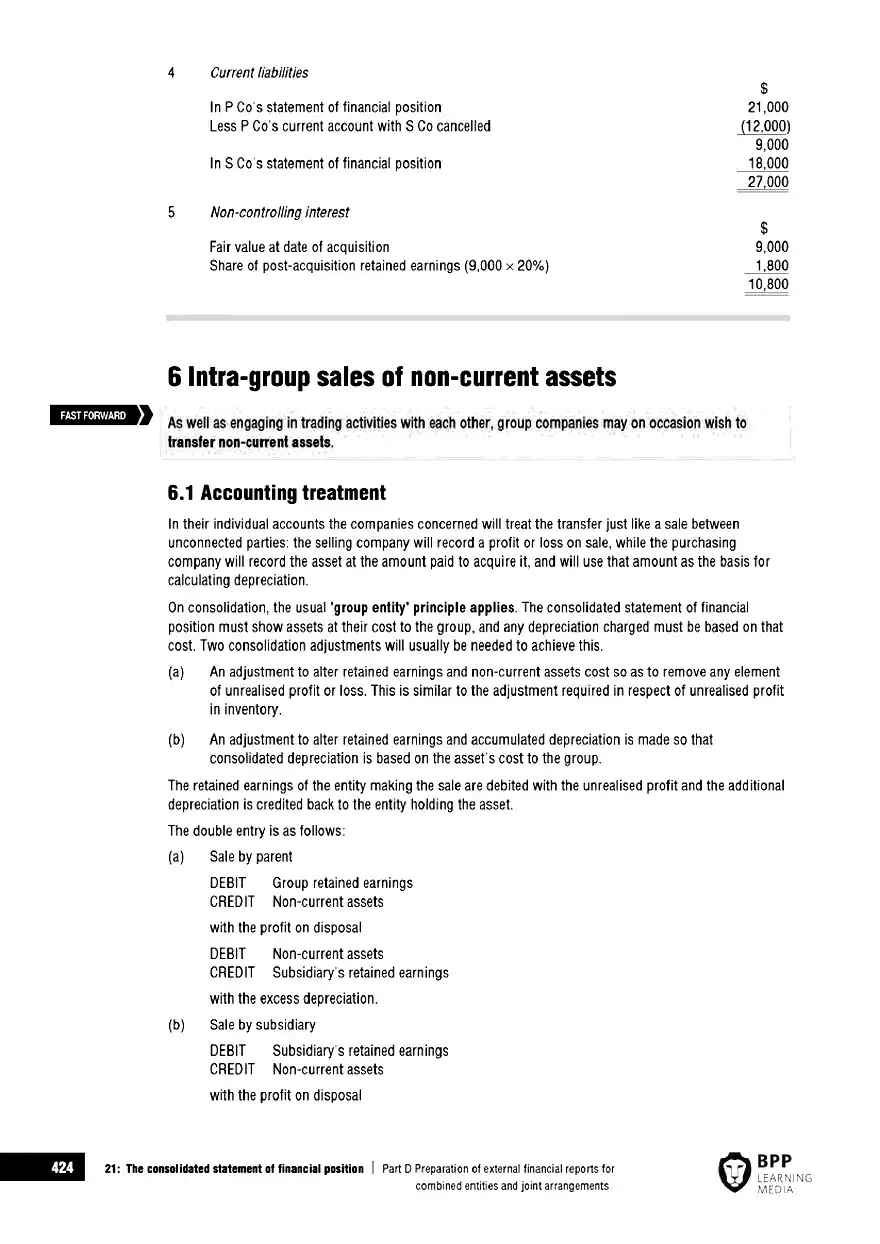 4 Current liabilities
$
In P Co's statement of financial position 21,000
Less P Co's current account with S Co cancelled (12,000)
9,000
In S Co's statement of financial position 18,000
27,000
5 Non-controlling interest
$
Fair value at date of acquisition 9,000
Share of post-acquisition retained earnings (9,000 × 20%) 1,800
10,800
6 Intra-group sales of non-current assets
FAST FORWARD
As well as engaging in trading activities with each other, group companies may on occasion wish to
transfer non-current assets.
6.1 Accounting treatment
In their individual accounts the companies concerned will treat the transfer just like a sale between
unconnected parties: the selling company will record a profit or loss on sale, while the purchasing
company will record the asset at the amount paid to acquire it, and will use that amount as the basis for
calculating depreciation.
On consolidation, the usual 'group entity' principle applies. The consolidated statement of financial
position must show assets at their cost to the group, and any depreciation charged must be based on that
cost. Two consolidation adjustments will usually be needed to achieve this.
(a) An adjustment to alter retained earnings and non-current assets cost so as to remove any element
of unrealised profit or loss. This is similar to the adjustment required in respect of unrealised profit
in inventory.
(b) An adjustment to alter retained earnings and accumulated depreciation is made so that
consolidated depreciation is based on the asset's cost to the group.
The retained earnings of the entity making the sale are debited with the unrealised profit and the additional
depreciation is credited back to the entity holding the asset.
The double entry is as follows:
(a) Sale by parent
DEBIT Group retained earnings
CREDIT Non-current assets
with the profit on disposal
DEBIT Non-current assets
CREDIT Subsidiary's retained earnings
with the excess depreciation.
(b) Sale by subsidiary
DEBIT Subsidiary's retained earnings
CREDIT Non-current assets
with the profit on disposal
424 21: The consolidated statement of financial position | Part D Preparation of external financial reports for
combined entities and joint arrangements
BPP
LEARNING
MEDIA